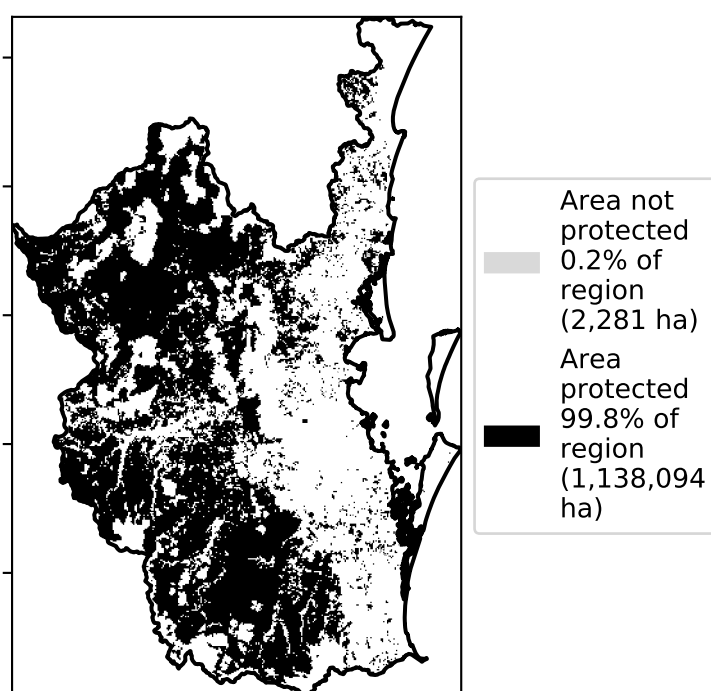 Area not
protected
0.2% of
region
(2,281 ha)
Area
protected
99.8% of
region
(1,138,094
ha)